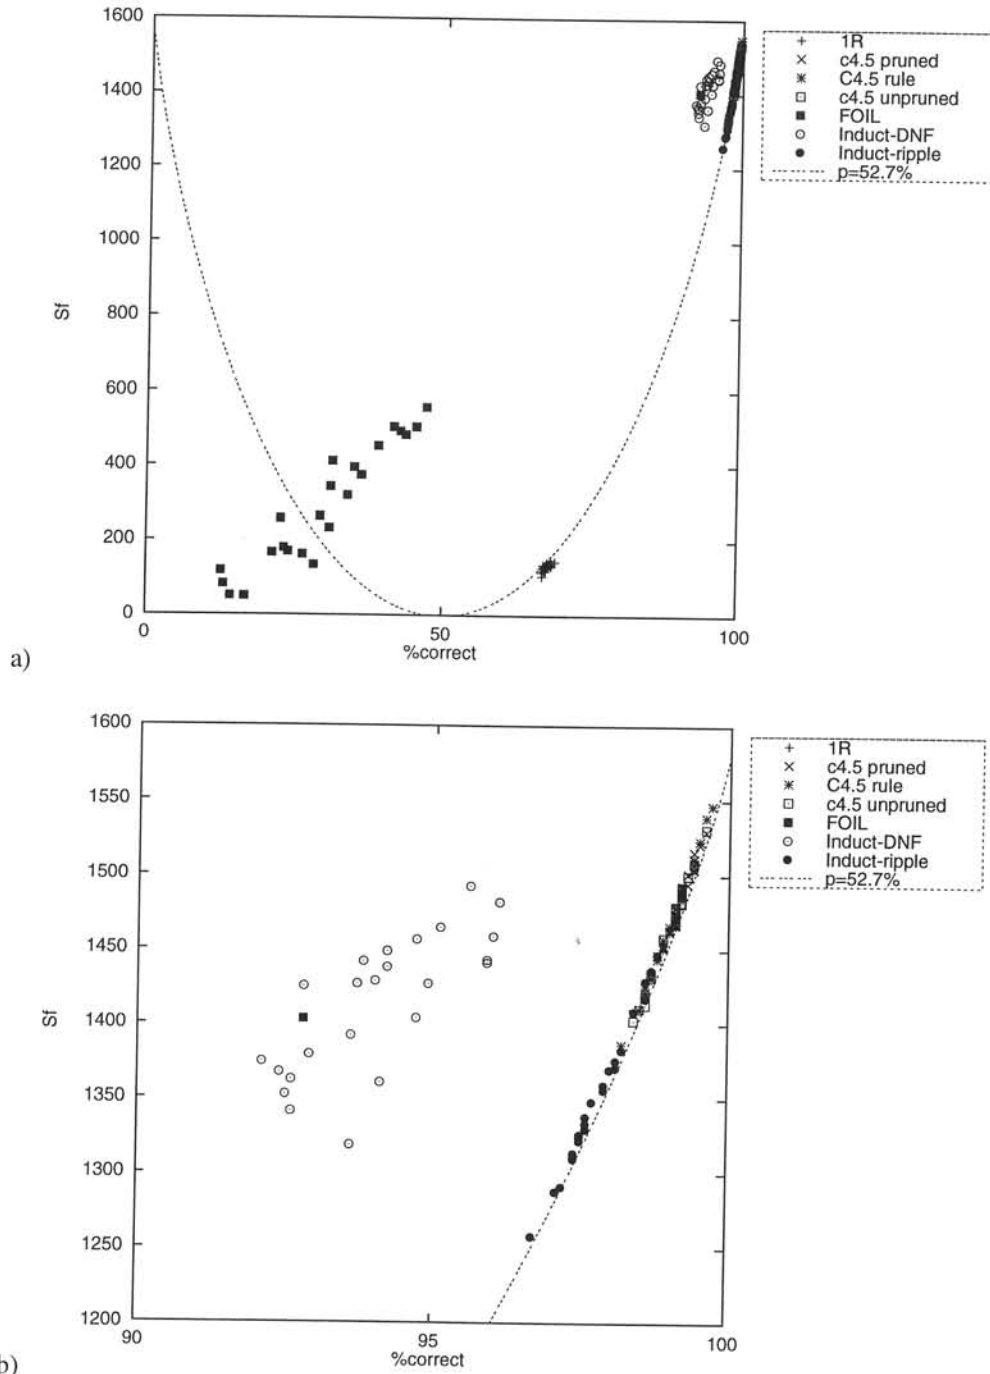 1600
1400
1200
1000
800
600
400
200
0
Sf
0
50
100
%correct
1R
c4.5 pruned
C4.5 rule
c4.5 unpruned
FOIL
Induct-DNF
Induct-ripple
p=52.7%
a)
1600
1550
1500
1450
1400
1350
1300
1250
1200
Sf
90
95
100
%correct
1R
c4.5 pruned
C4.5 rule
c4.5 unpruned
FOIL
Induct-DNF
Induct-ripple
p=52.7%
b)